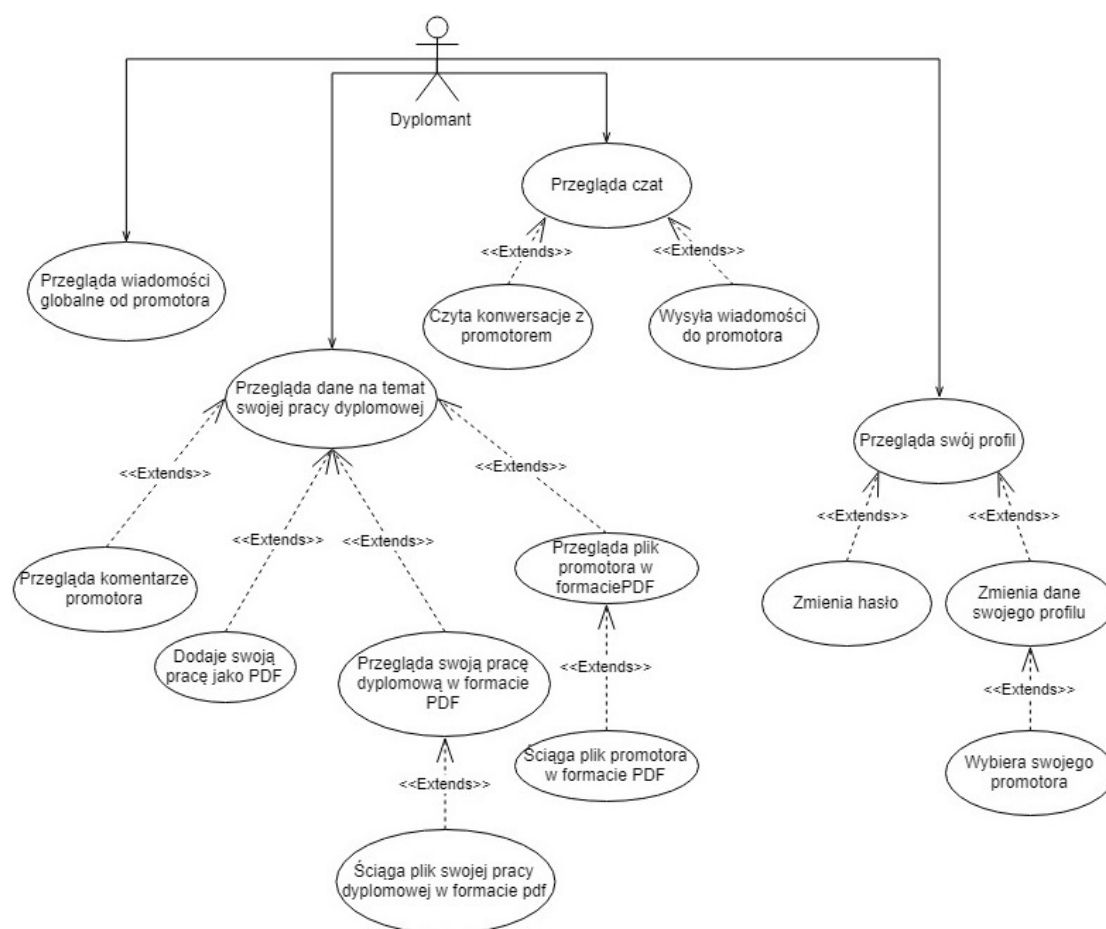 Dyplomant
Przegląda czat
<<Extends>>
<<Extends>>
Przegląda wiadomości
globalne od promotora
Czyta konwersacje z
promotorem
Wysyła wiadomości
do promotora
Przegląda dane na temat
swojej pracy dyplomowej
Przegląda swój profil
<<Extends>>
<<Extends>>
<<Extends>>
<<Extends>>
<<Extends>>
<<Extends>>
Przegląda komentarze
promotora
Przegląda plik
promotora w
formaciePDF
Zmienia hasło
Zmienia dane
swojego profilu
Dodaje swoją
pracę jako PDF
Przegląda swoją pracę
dyplomową w formacie
PDF
<<Extends>>
<<Extends>>
Ściąga plik promotora
w formacie PDF
Wybiera swojego
promotora
<<Extends>>
Ściąga plik swojej pracy
dyplomowej w formacie pdf